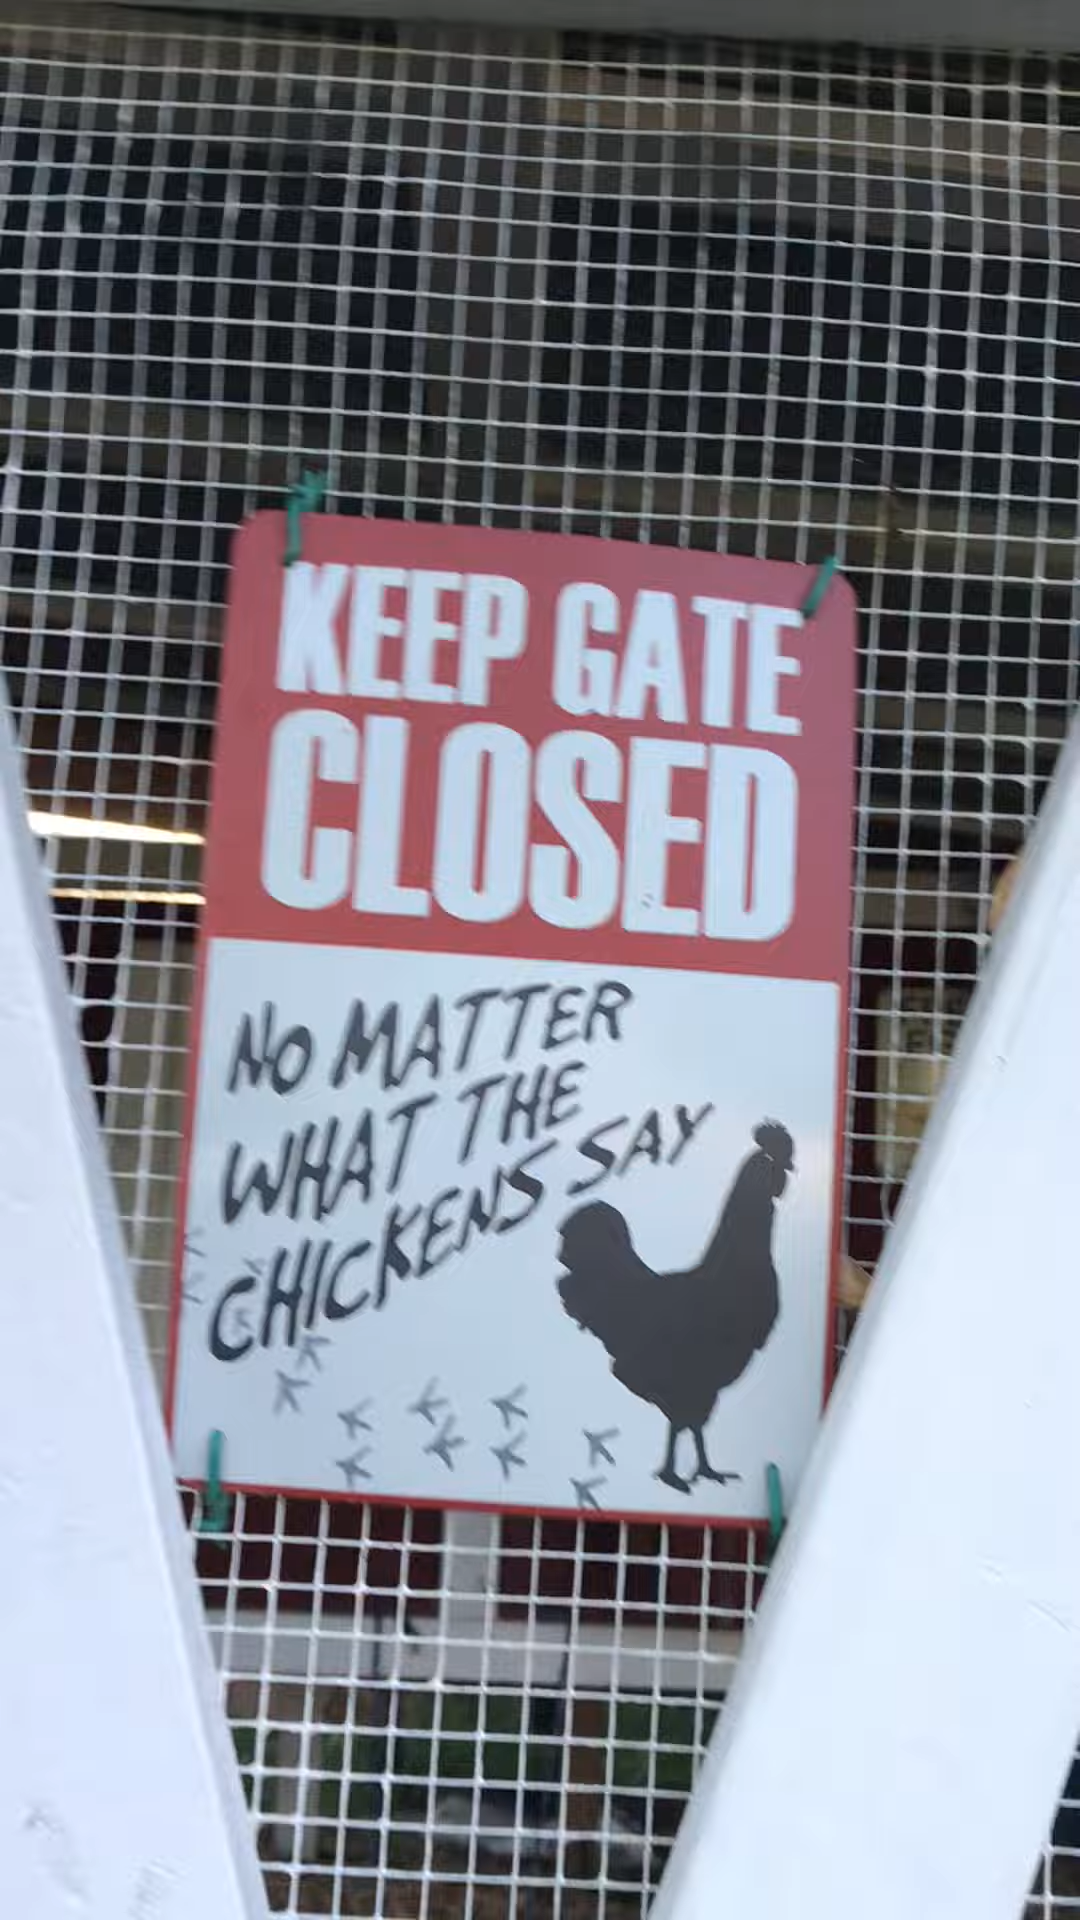 KEEP GATE
CLOSED
NO MATTER
WHAT THE
CHICKENS SAY